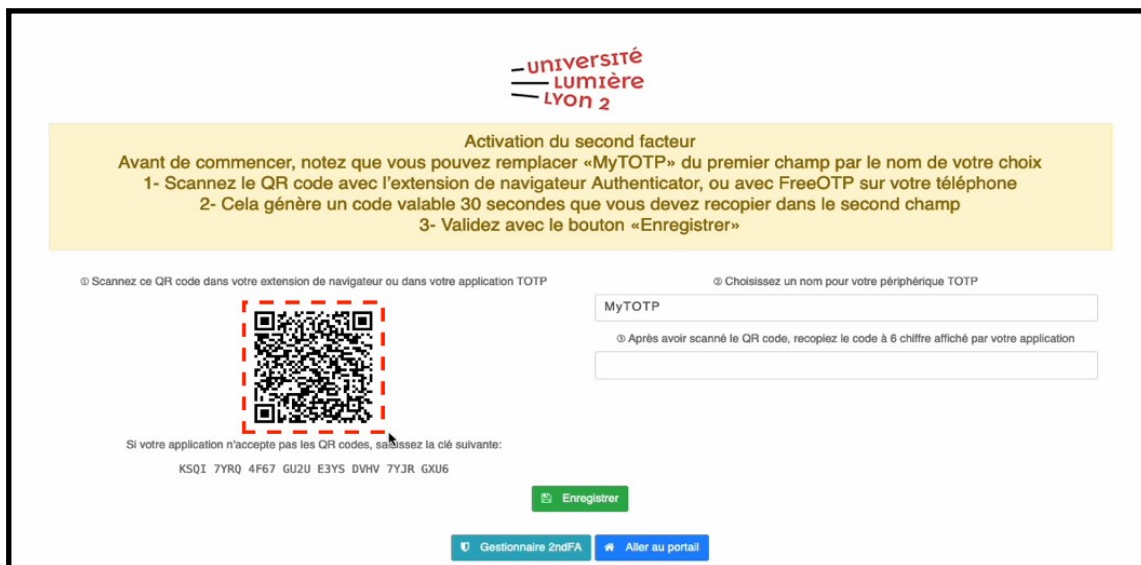 université
Lumière
Lyon 2
Activation du second facteur
Avant de commencer, notez que vous pouvez remplacer «MyTOTP» du premier champ par le nom de votre choix
1- Scannez le QR code avec l'extension de navigateur Authenticator, ou avec FreeOTP sur votre téléphone
2- Cela génère un code valable 30 secondes que vous devez recopier dans le second champ
3- Validez avec le bouton «Enregistrer»
① Scannez ce QR code dans votre extension de navigateur ou dans votre application TOTP
② Choisissez un nom pour votre périphérique TOTP
MyTOTP
③ Après avoir scanné le QR code, recopiez le code à 6 chiffre affiché par votre application
Si votre application n'accepte pas les QR codes, saisissez la clé suivante:
KSQI 7YRQ 4F67 GU2U E3YS DVHV 7YJR GXU6
Enregistrer
Gestionnaire 2ndFA
Aller au portail